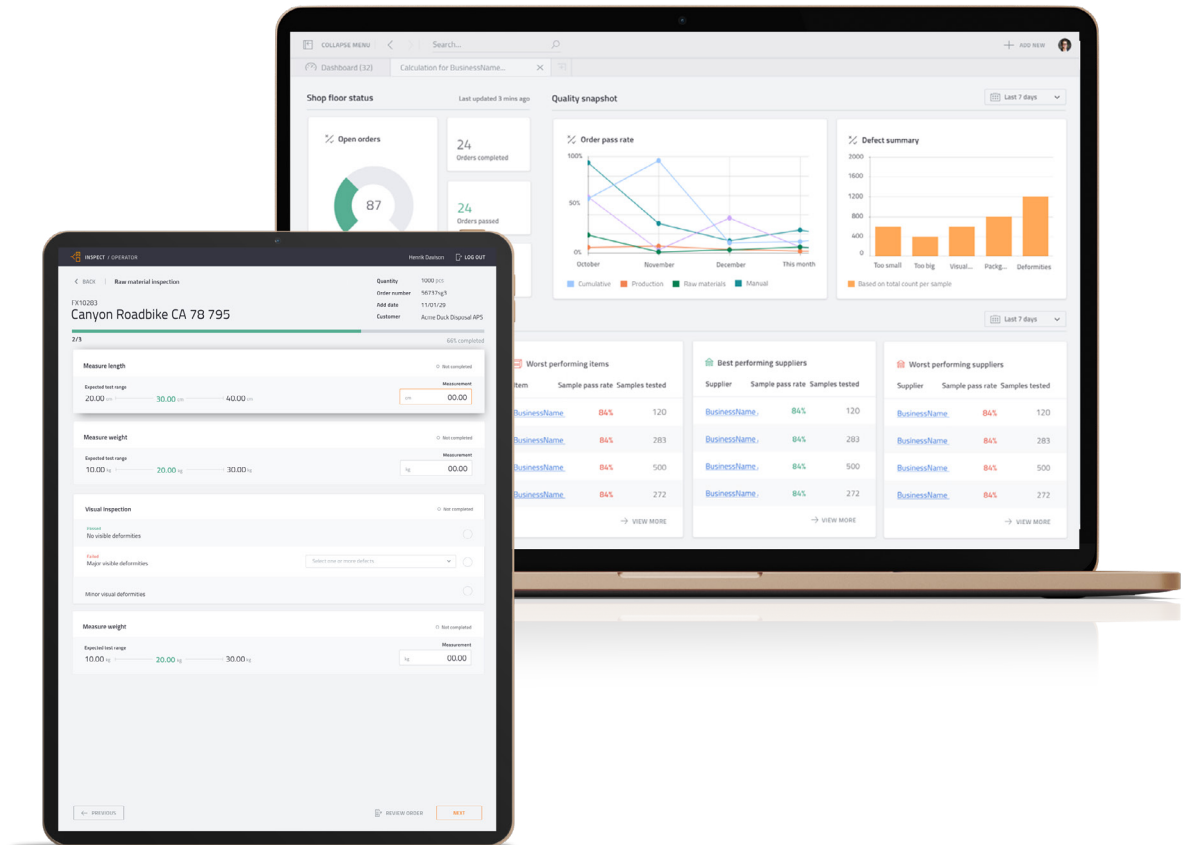 COLLAPSE MENU
Search...
ADD NEW
Dashboard (32)
Calculation for BusinessName...
Shop floor status
Last updated 3 mins ago
Quality snapshot
Last 7 days
Open orders
87
24
Orders completed
24
Orders passed
Order pass rate
100%
50%
0%
October November December This month
Cumulative Production Raw materials Manual
Defect summary
2000
1600
1200
800
400
0
Too small Too big Visual... Packg... Deformities
Based on total count per sample
Last 7 days
Worst performing items
Item Sample pass rate Samples tested
BusinessName 84% 120
BusinessName 84% 283
BusinessName 84% 500
BusinessName 84% 272
VIEW MORE
Best performing suppliers
Supplier Sample pass rate Samples tested
BusinessName. 84% 120
BusinessName. 84% 283
BusinessName. 84% 500
BusinessName. 84% 272
VIEW MORE
Worst performing suppliers
Supplier Sample pass rate Samples tested
BusinessName 84% 120
BusinessName 84% 283
BusinessName 84% 500
BusinessName 84% 272
VIEW MORE
INSPECT / OPERATOR
Henrik Davison
LOG OUT
BACK
Raw material inspection
FX10283
Canyon Roadbike CA 78 795
Quantity 1000 pcs
Order number 56737sg3
Add date 11/01/20
Customer Acme Duck Disposal APS
2/3
66% completed
Measure length
Not completed
Expected test range
20.00 cm 30.00 cm 40.00 cm
Measurement
cm 00.00
Measure weight
Not completed
Expected test range
10.00 kg 20.00 kg 30.00 kg
Measurement
kg 00.00
Visual Inspection
Not completed
Passed
No visible deformities
Failed
Major visible deformities
Select one or more defects
Minor visual deformities
Measure weight
Not completed
Expected test range
10.00 kg 20.00 kg 30.00 kg
Measurement
kg 00.00
PREVIOUS
REVIEW ORDER
NEXT